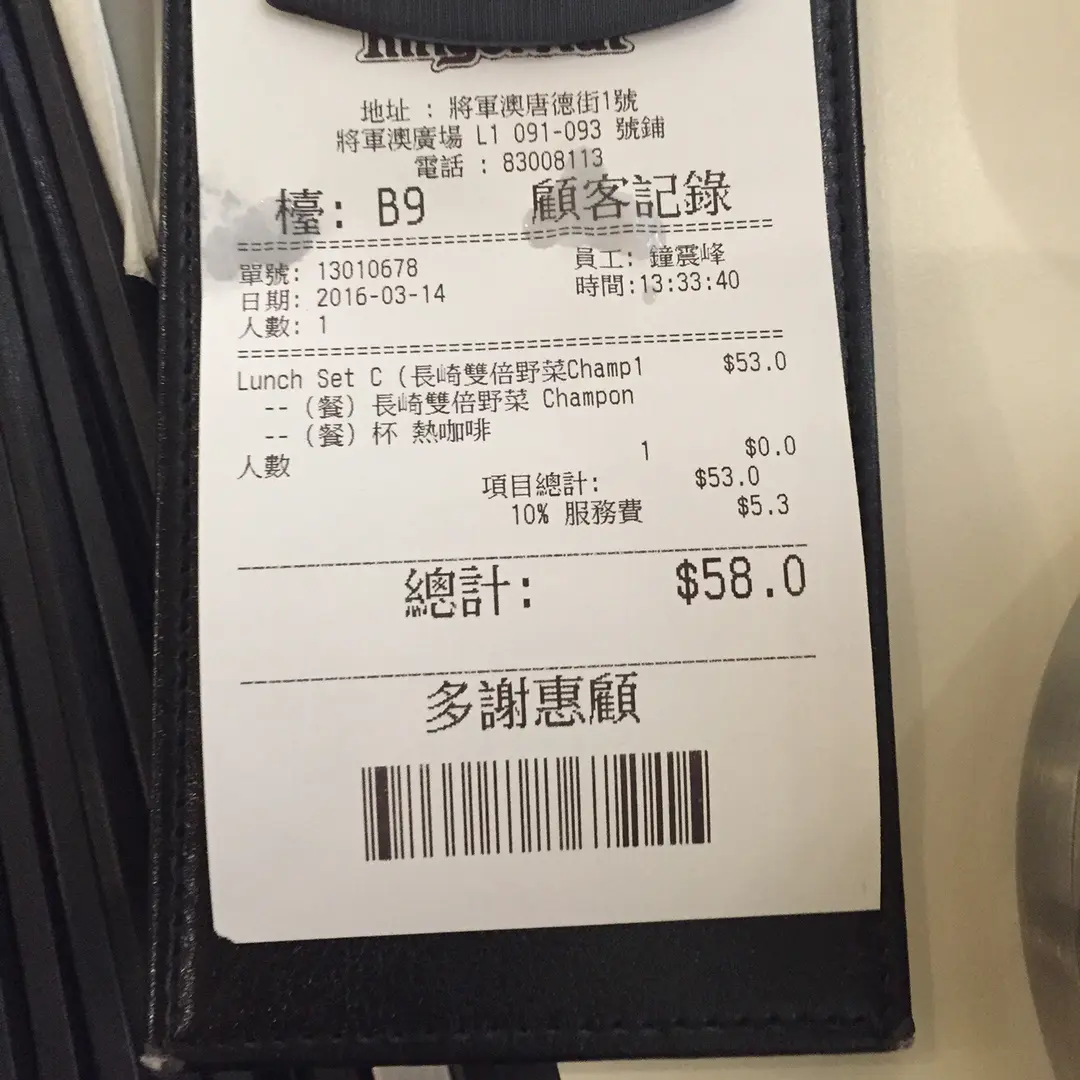 地址 : 將軍澳唐德街1號
將軍澳廣場 L1 091-093 號鋪
電話 : 83008113
檯: B9 顧客記錄
單號: 13010678 員工: 鐘震峰
日期: 2016-03-14 時間:13:33:40
人數: 1
Lunch Set C (長崎雙倍野菜Champ1 $53.0
-- (餐) 長崎雙倍野菜 Champon
-- (餐) 杯 熱咖啡
人數 1 $0.0
項目總計: $53.0
10% 服務費 $5.3
總計: $58.0
多謝惠顧